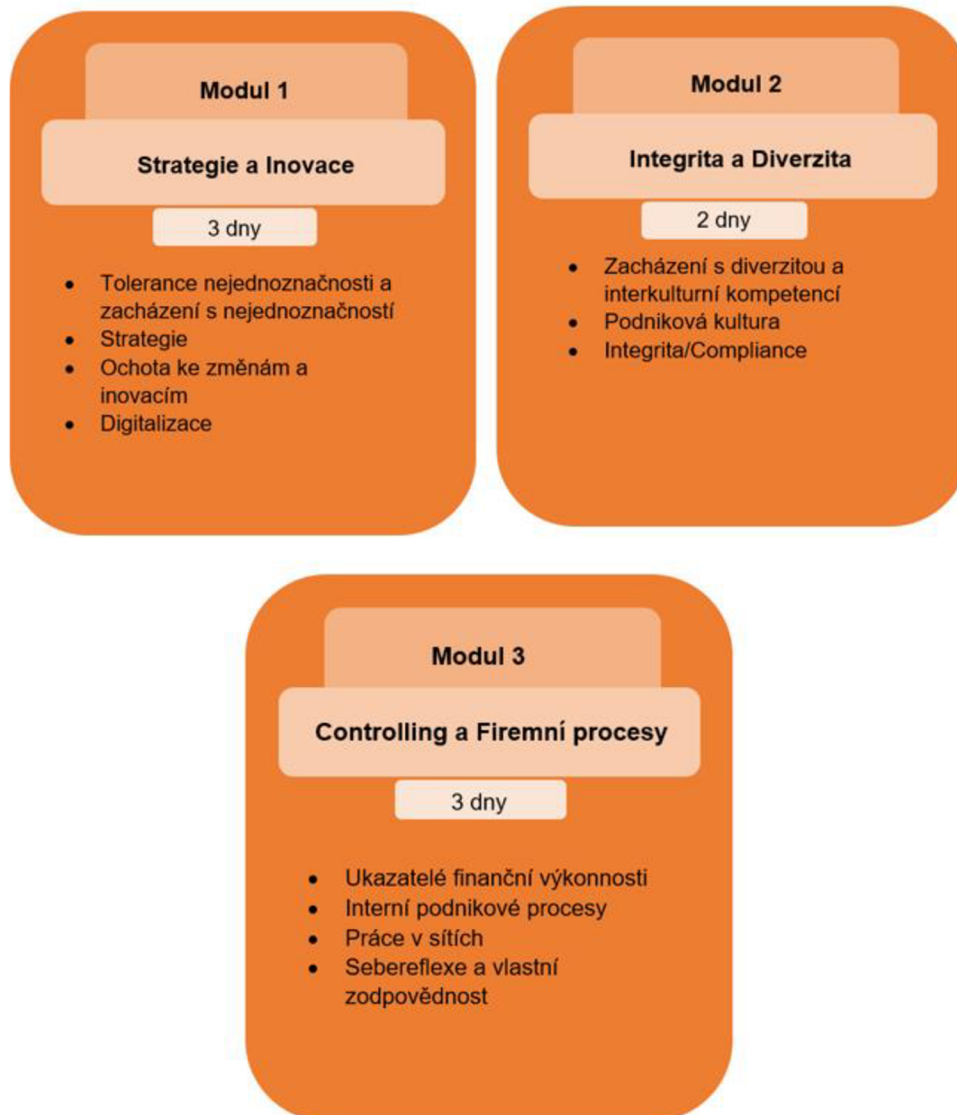 Modul 1
Strategie a Inovace
3 dny
• Tolerance nejednoznačnosti a
zacházení s nejednoznačností
• Strategie
• Ochota ke změnám a
inovacím
• Digitalizace
Modul 2
Integrita a Diverzita
2 dny
• Zacházení s diverzitou a
interkulturní kompetencí
• Podniková kultura
• Integrita/Compliance
Modul 3
Controlling a Firemní procesy
3 dny
• Ukazatelé finanční výkonnosti
• Interní podnikové procesy
• Práce v sítích
• Sebereflexe a vlastní
zodpovědnost